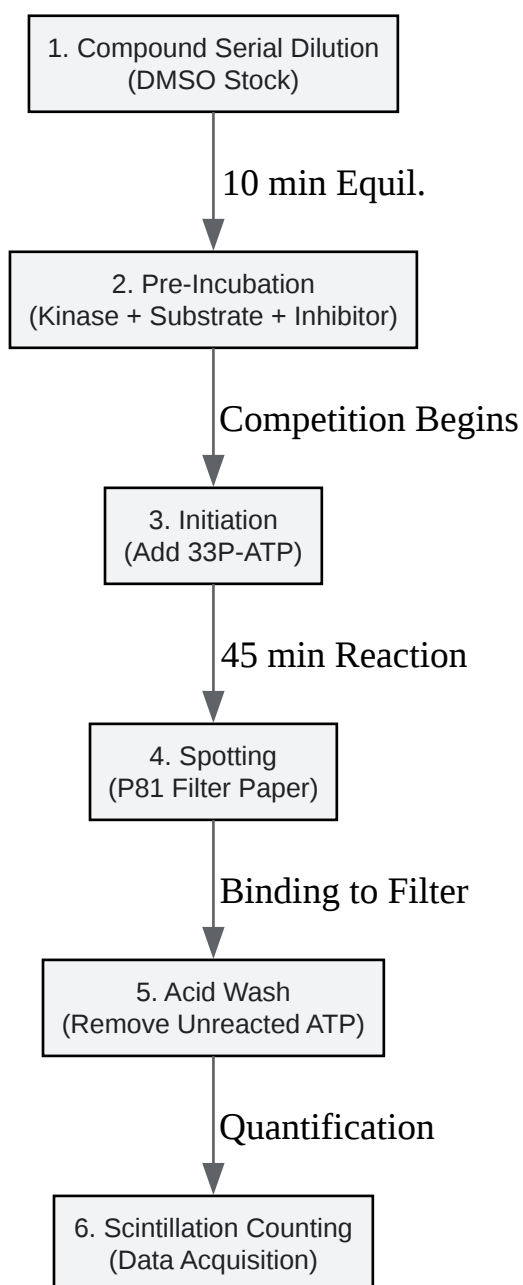 1. Compound Serial Dilution
(DMSO Stock)
10 min Equil.
2. Pre-Incubation
(Kinase + Substrate + Inhibitor)
Competition Begins
3. Initiation
(Add 33P-ATP)
45 min Reaction
4. Spotting
(P81 Filter Paper)
Binding to Filter
5. Acid Wash
(Remove Unreacted ATP)
Quantification
6. Scintillation Counting
(Data Acquisition)